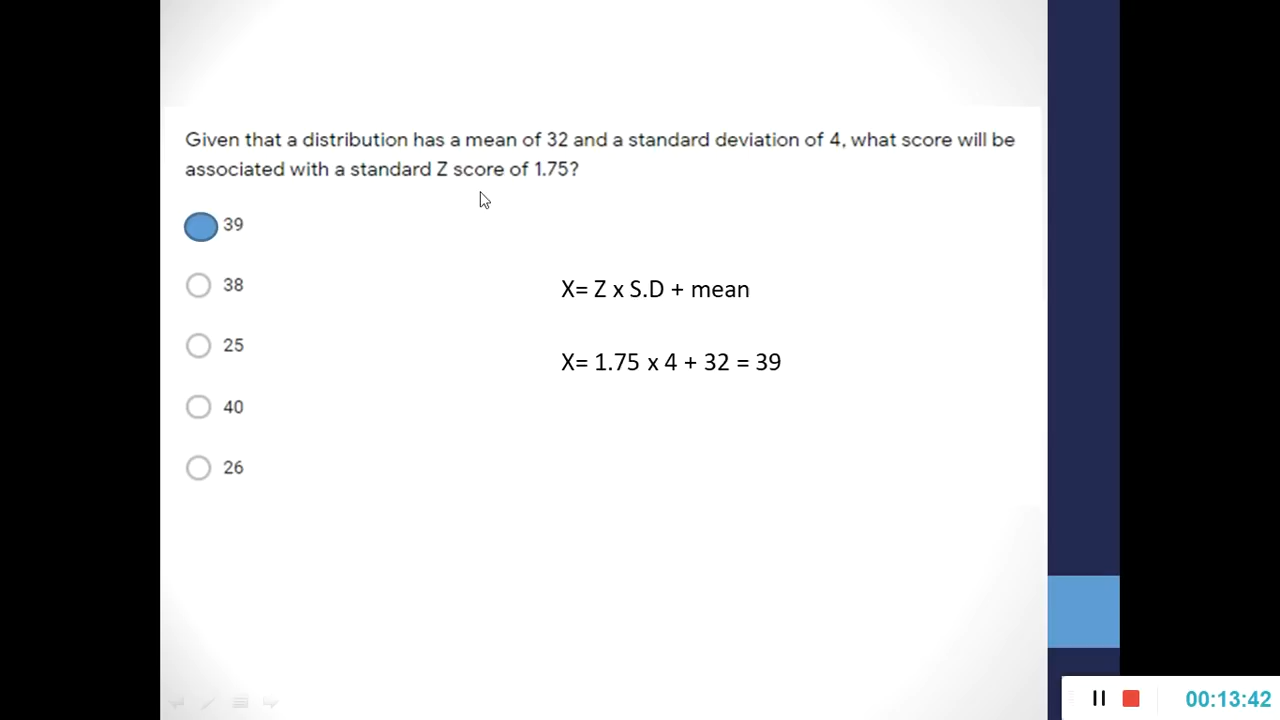 Given that a distribution has a mean of 32 and a standard deviation of 4, what score will be
associated with a standard Z score of 1.75?
39
38
25
40
26
X= Z x S.D + mean
X= 1.75 x 4 + 32 = 39
00:13:42